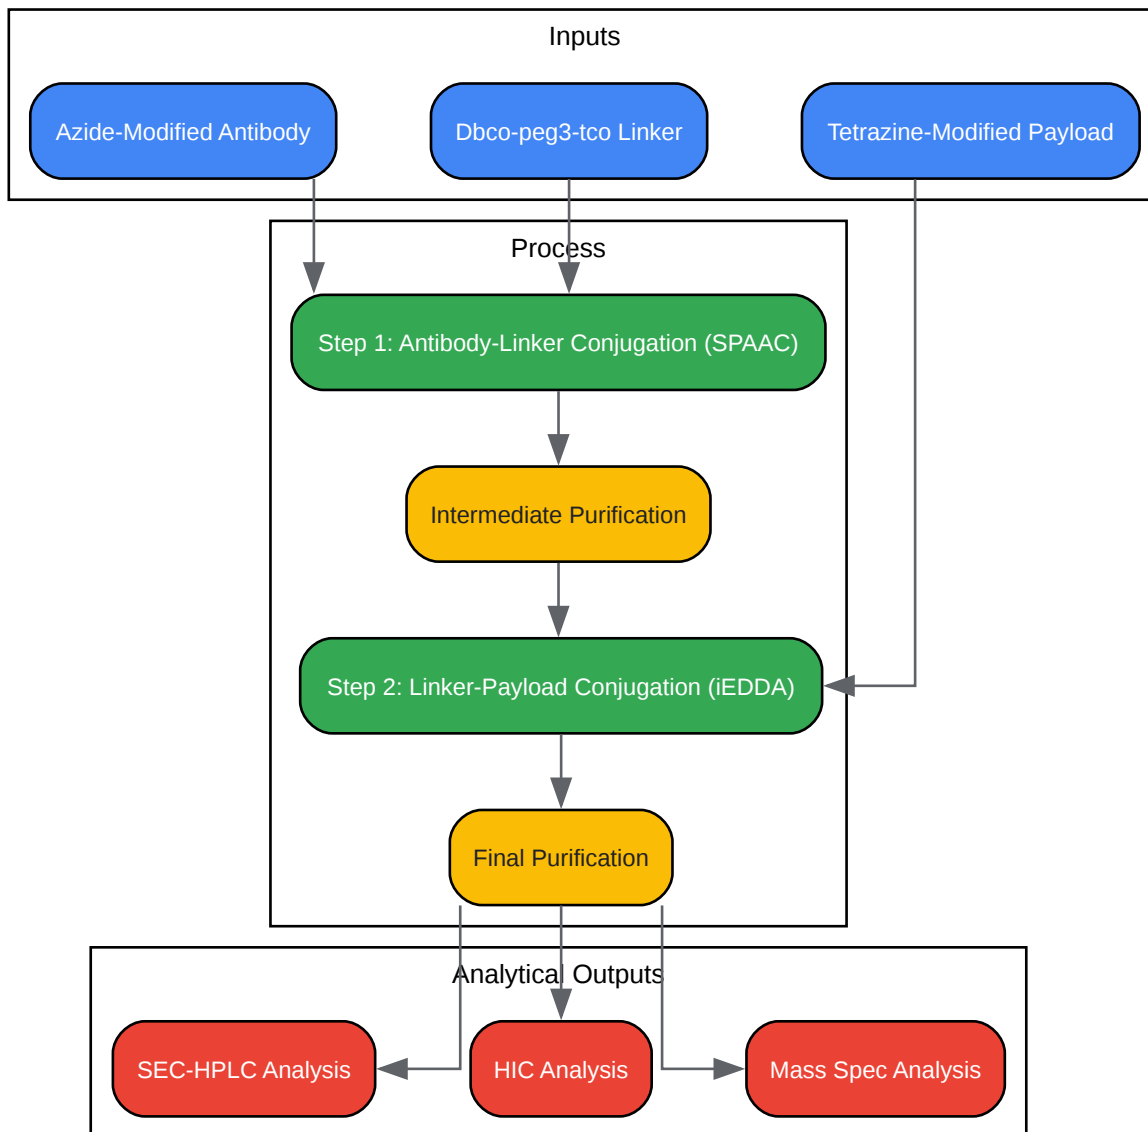 Inputs
Azide-Modified Antibody
Dbco-peg3-tco Linker
Tetrazine-Modified Payload
Process
Step 1: Antibody-Linker Conjugation (SPAAC)
Intermediate Purification
Step 2: Linker-Payload Conjugation (iEDDA)
Final Purification
Analytical Outputs
SEC-HPLC Analysis
HIC Analysis
Mass Spec Analysis